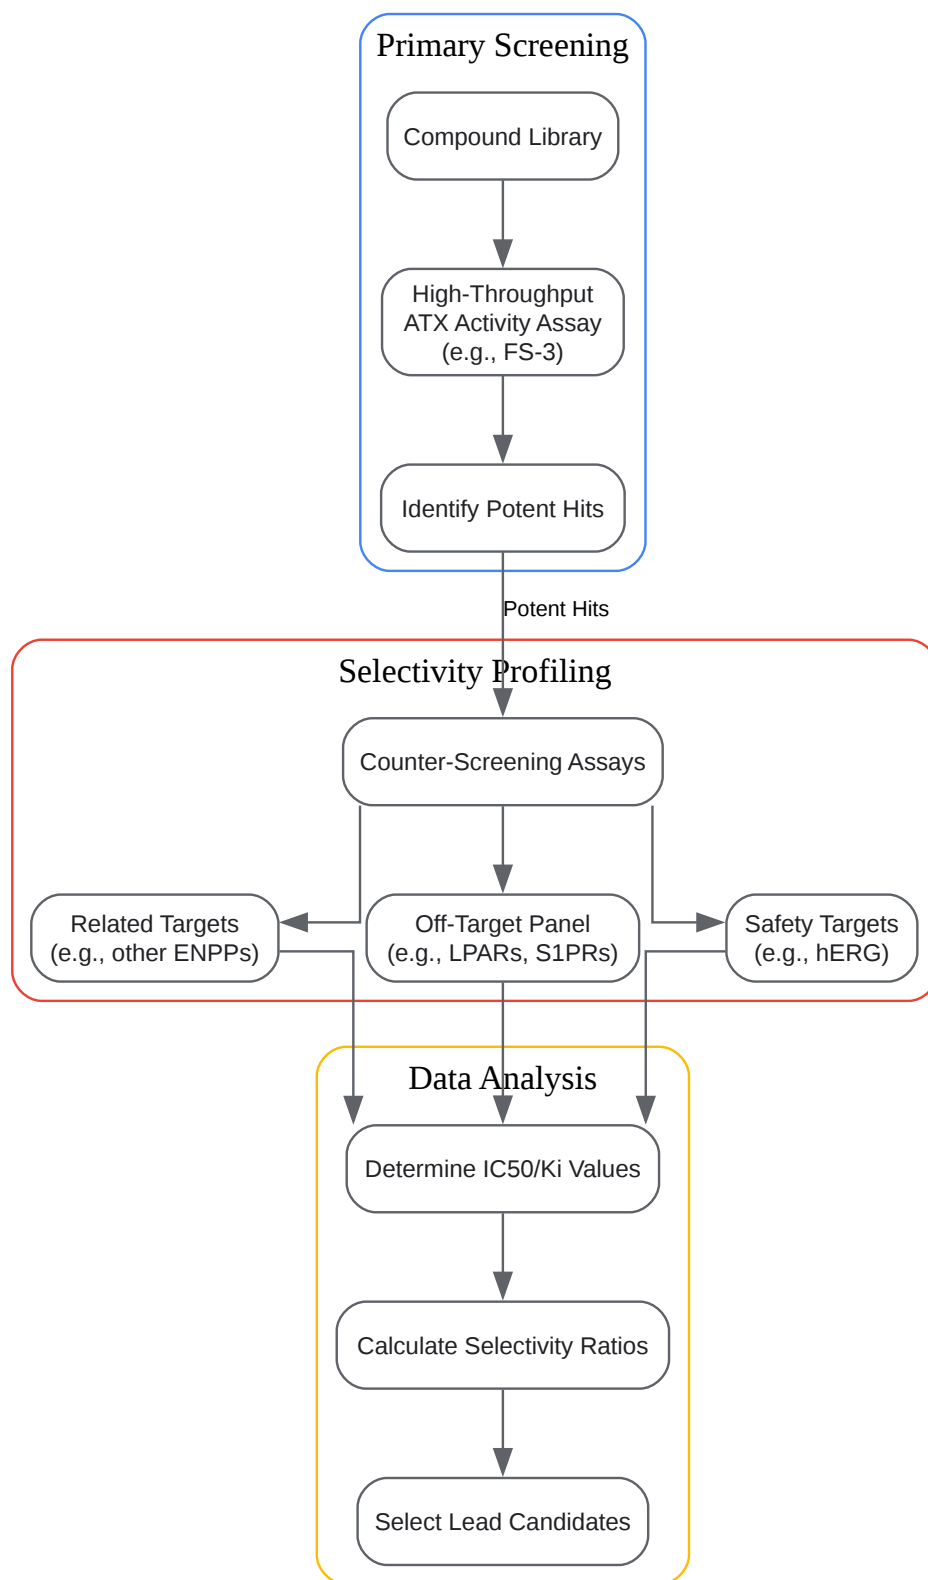 Primary Screening
Compound Library
High-Throughput
ATX Activity Assay
(e.g., FS-3)
Identify Potent Hits
Potent Hits
Selectivity Profiling
Counter-Screening Assays
Related Targets
(e.g., other ENPPs)
Off-Target Panel
(e.g., LPARs, S1PRs)
Safety Targets
(e.g., hERG)
Data Analysis
Determine IC50/Ki Values
Calculate Selectivity Ratios
Select Lead Candidates